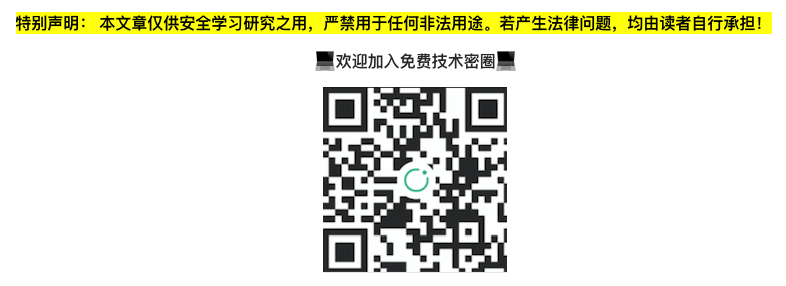 特别声明： 本文章仅供安全学习研究之用，严禁用于任何非法用途。若产生法律问题，均由读者自行承担！
💻欢迎加入免费技术密圈💻